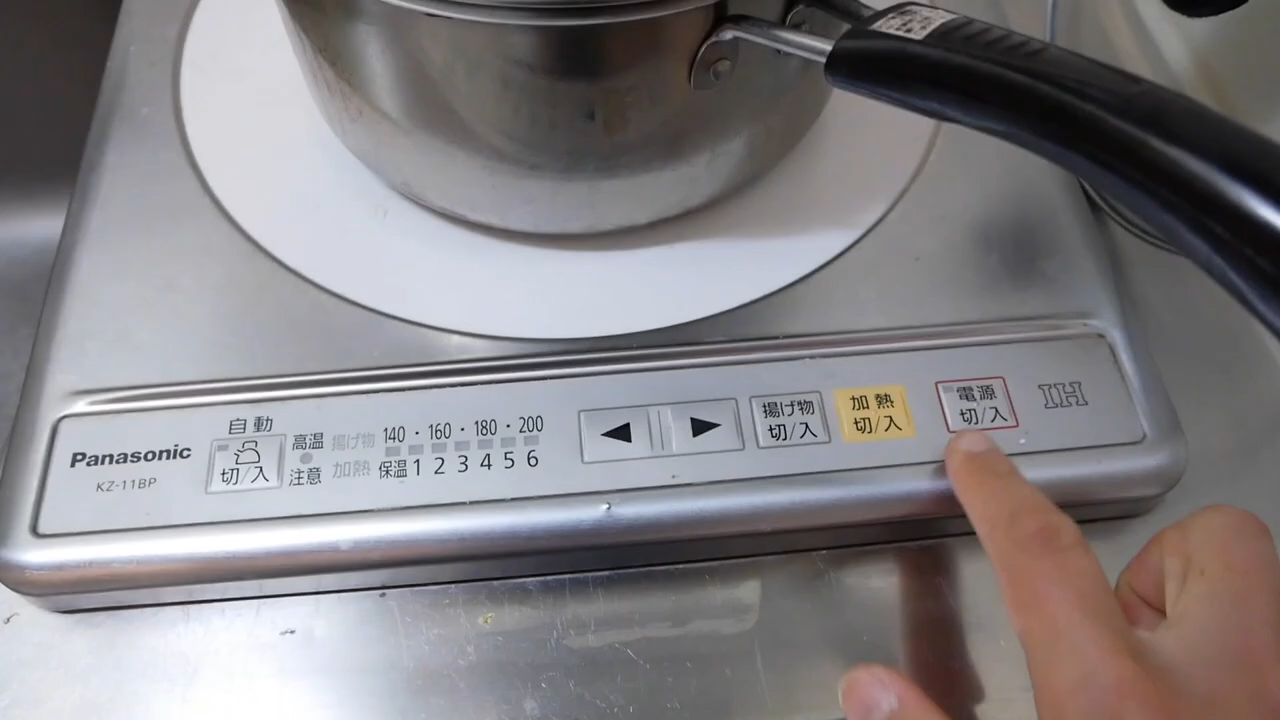 Panasonic
KZ-11BP
自動
切/入
高温
注意
揚げ物
加熱
140・160・180・200
保温 1 2 3 4 5 6
◀ ▶
揚げ物
切/入
加熱
切/入
電源
切/入
IH